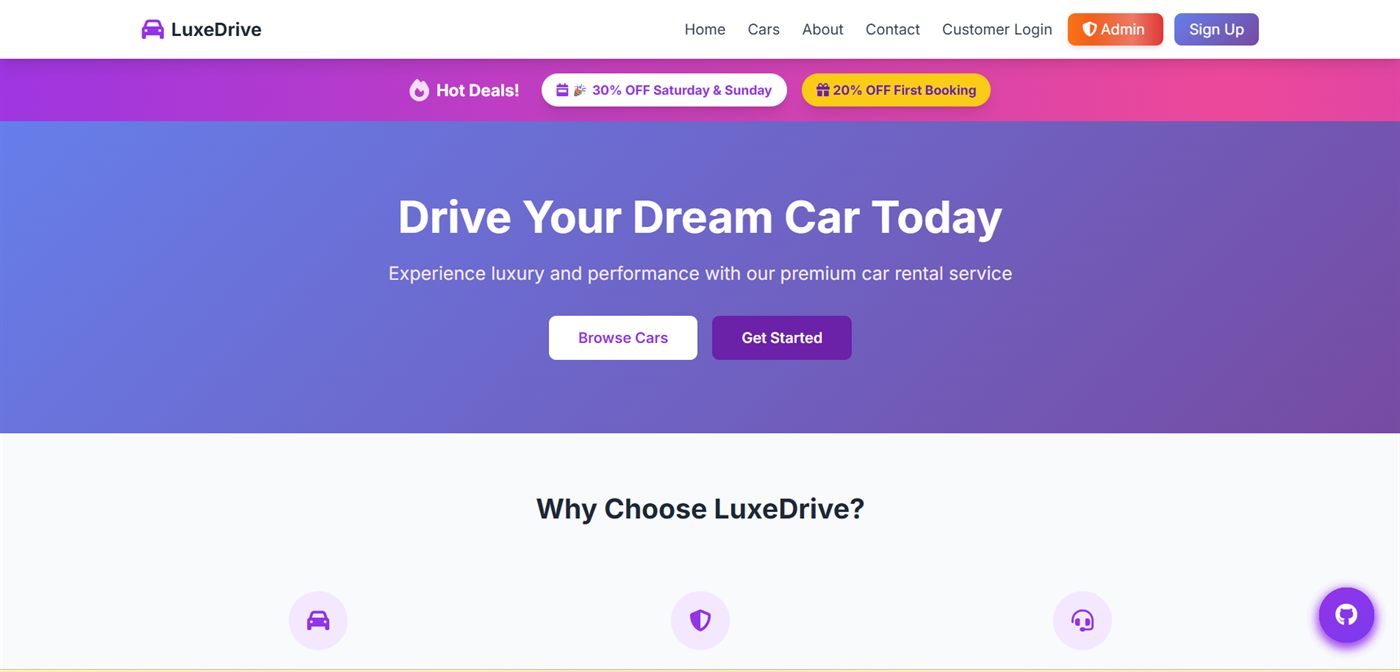 LuxeDrive Home Cars About Contact Customer Login Admin Sign Up
Hot Deals! 🎉 30% OFF Saturday & Sunday 20% OFF First Booking
Drive Your Dream Car Today
Experience luxury and performance with our premium car rental service
Browse Cars Get Started
Why Choose LuxeDrive?